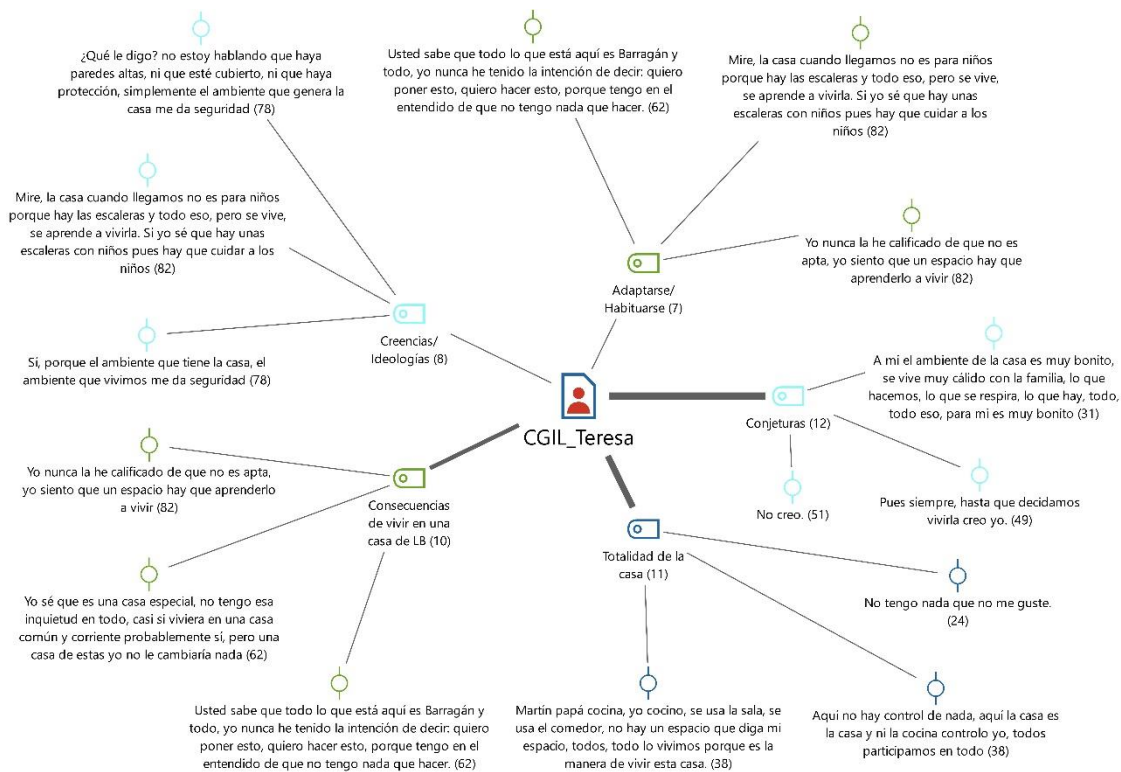 ¿Qué le digo? no estoy hablando que haya
paredes altas, ni que esté cubierto, ni que haya
protección, simplemente el ambiente que genera la
casa me da seguridad (78)
Usted sabe que todo lo que está aquí es Barragán y
todo, yo nunca he tenido la intención de decir: quiero
poner esto, quiero hacer esto, porque tengo en el
entendido de que no tengo nada que hacer. (62)
Mire, la casa cuando llegamos no es para niños
porque hay las escaleras y todo eso, pero se vive,
se aprende a vivirla. Si yo sé que hay unas
escaleras con niños pues hay que cuidar a los
niños (82)
Mire, la casa cuando llegamos no es para niños
porque hay las escaleras y todo eso, pero se vive,
se aprende a vivirla. Si yo sé que hay unas
escaleras con niños pues hay que cuidar a los
niños (82)
Yo nunca la he calificado de que no es
apta, yo siento que un espacio hay que
aprenderlo a vivir (82)
Adaptarse/
Habituarse (7)
Creencias/
Ideologías (8)
Si, porque el ambiente que tiene la casa, el
ambiente que vivimos me da seguridad (78)
A mi el ambiente de la casa es muy bonito,
se vive muy cálido con la familia, lo que
hacemos, lo que se respira, lo que hay, todo,
todo eso, para mi es muy bonito (31)
Conjeturas (12)
CGIL_Teresa
Yo nunca la he calificado de que no es apta,
yo siento que un espacio hay que aprenderlo
a vivir (82)
Consecuencias
de vivir en una
casa de LB (10)
No creo. (51)
Pues siempre, hasta que decidamos
vivirla creo yo. (49)
Totalidad de la
casa (11)
No tengo nada que no me guste.
(24)
Yo sé que es una casa especial, no tengo esa
inquietud en todo, casi si viviera en una casa
común y corriente probablemente sí, pero una
casa de estas yo no le cambiaría nada (62)
Usted sabe que todo lo que está aquí es Barragán y
todo, yo nunca he tenido la intención de decir: quiero
poner esto, quiero hacer esto, porque tengo en el
entendido de que no tengo nada que hacer. (62)
Martín papá cocina, yo cocino, se usa la sala, se
usa el comedor, no hay un espacio que diga mi
espacio, todos, todo lo vivimos porque es la
manera de vivir esta casa. (38)
Aquí no hay control de nada, aquí la casa es
la casa y ni la cocina controlo yo, todos
participamos en todo (38)